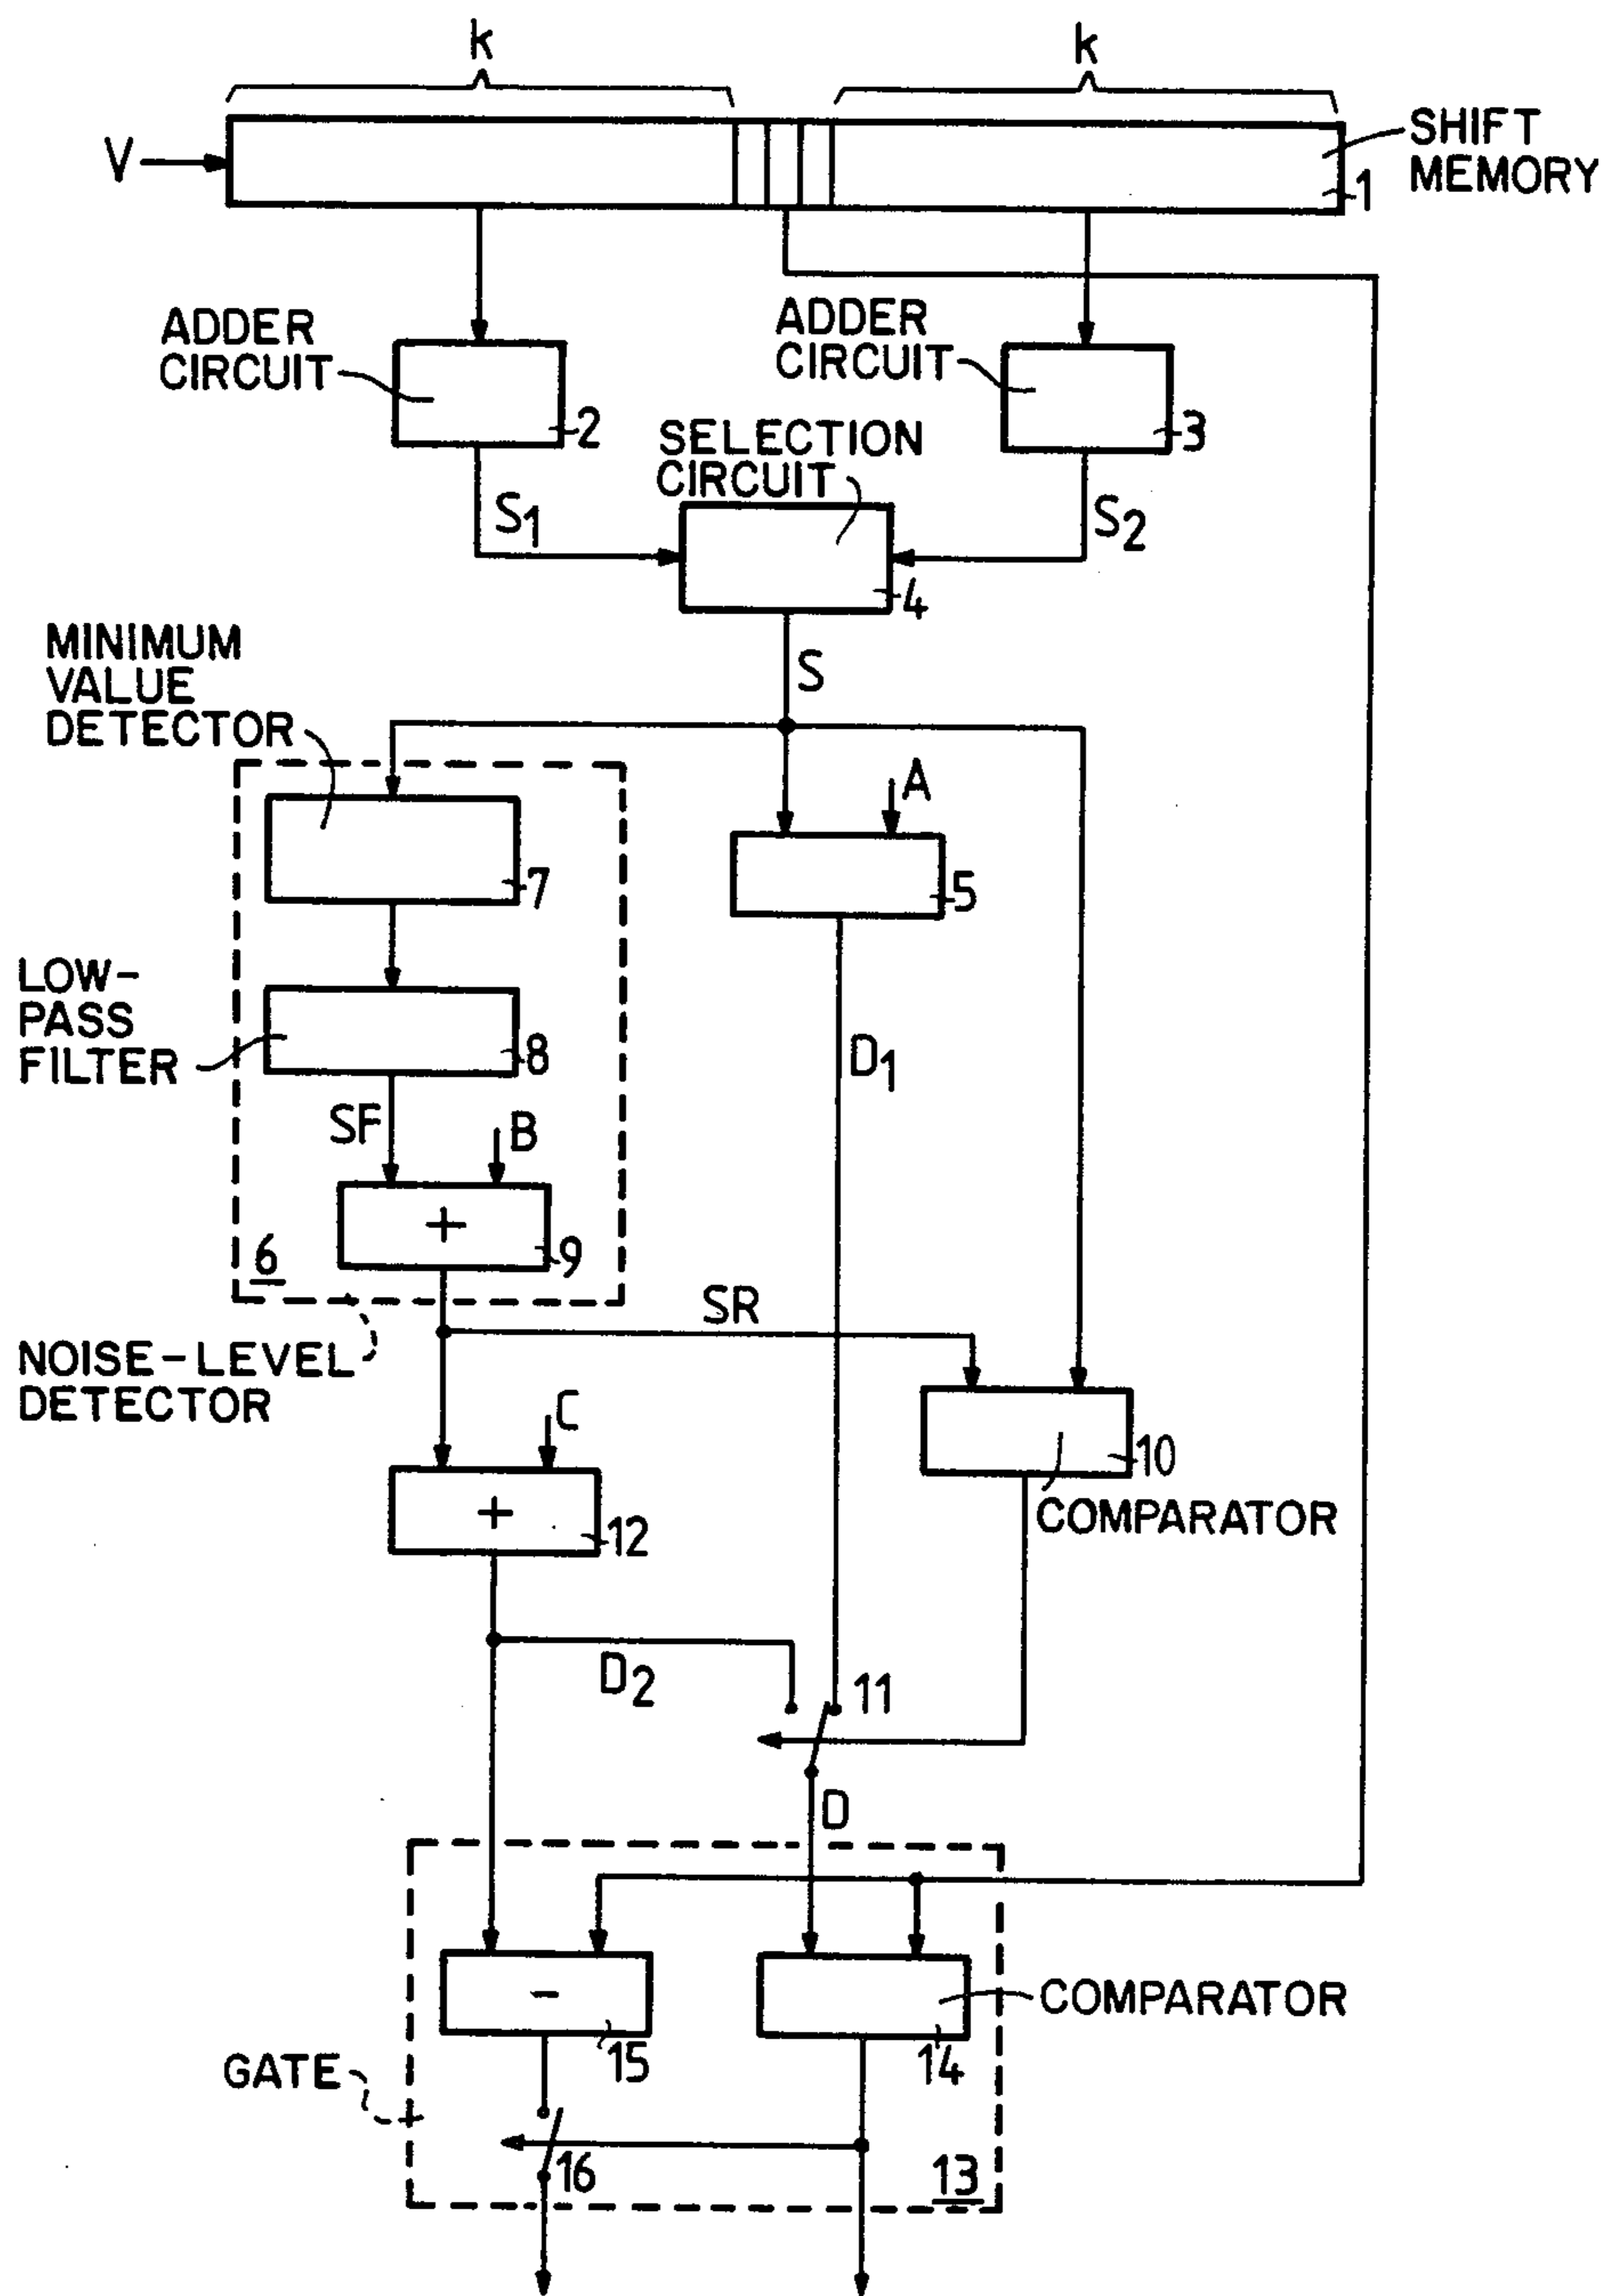 k
k
V
SHIFT
MEMORY
1
ADDER
CIRCUIT
2
ADDER
CIRCUIT
3
SELECTION
CIRCUIT
S1
S2
4
S
MINIMUM
VALUE
DETECTOR
A
7
5
LOW-
PASS
FILTER
8
D1
SF
B
+
9
6
SR
NOISE-LEVEL
DETECTOR
C
10
COMPARATOR
+
12
D2
11
D
-
COMPARATOR
15
14
GATE
16
13